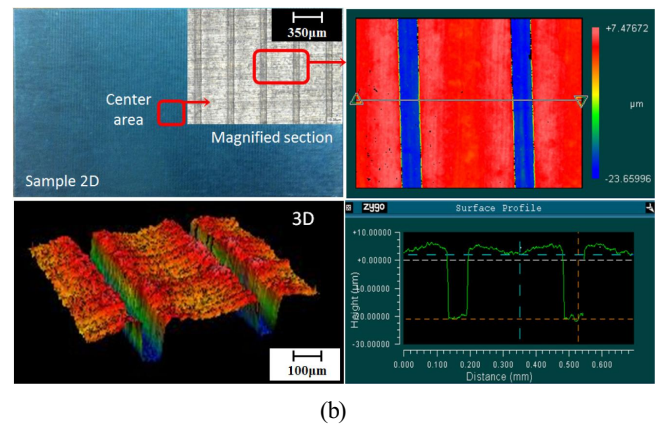 350μm
Center
area
Magnified section
Sample 2D
+7.47672
μm
-23.65996
3D
100μm
zygo
Surface Profile
+10.00000
+0.00000
-10.00000
-20.00000
-30.00000
Height (μm)
0.000 0.100 0.200 0.300 0.400 0.500 0.600
Distance (mm)
(b)